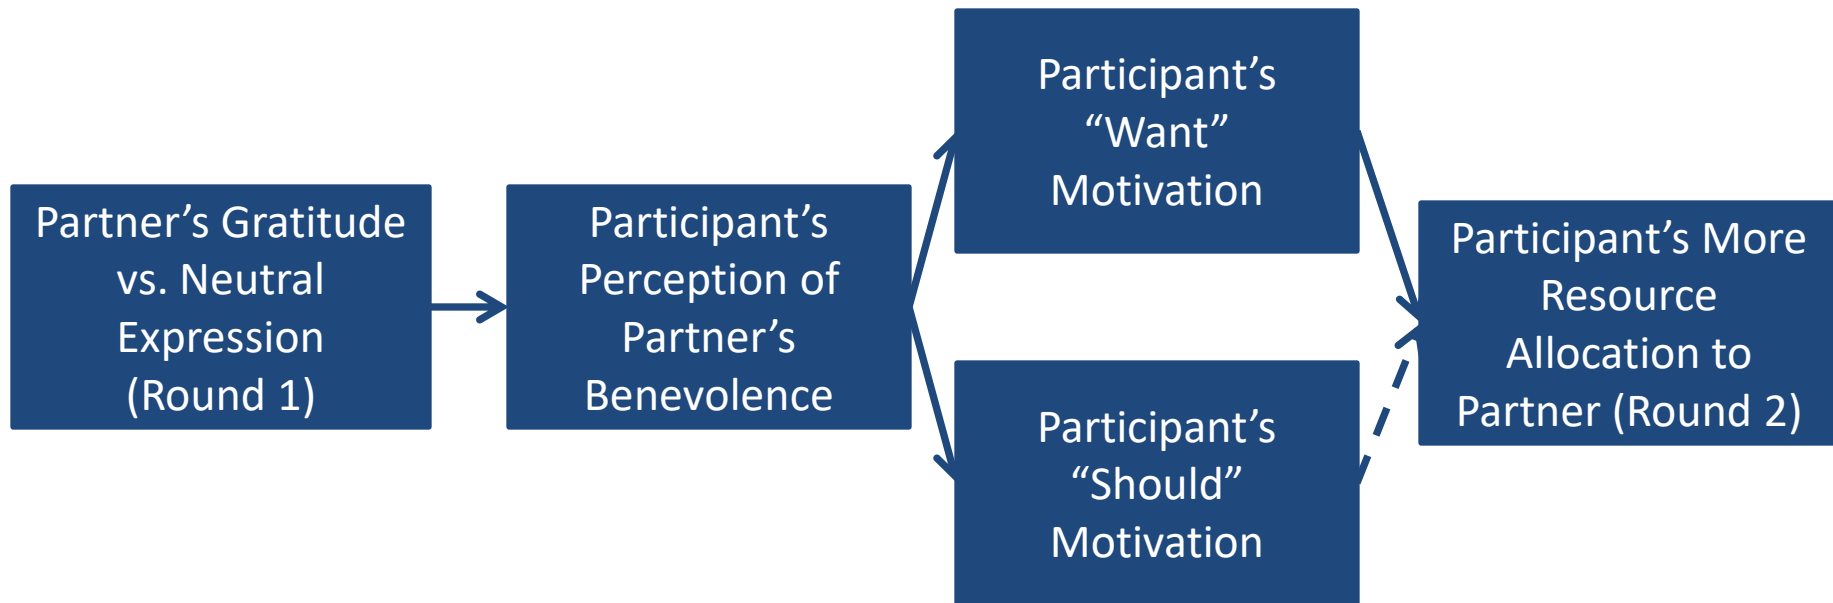 Partner’s Gratitude
vs. Neutral
Expression
(Round 1)
Participant’s
Perception of
Partner’s
Benevolence
Participant’s
“Want”
Motivation
Participant’s
“Should”
Motivation
Participant’s More
Resource
Allocation to
Partner (Round 2)